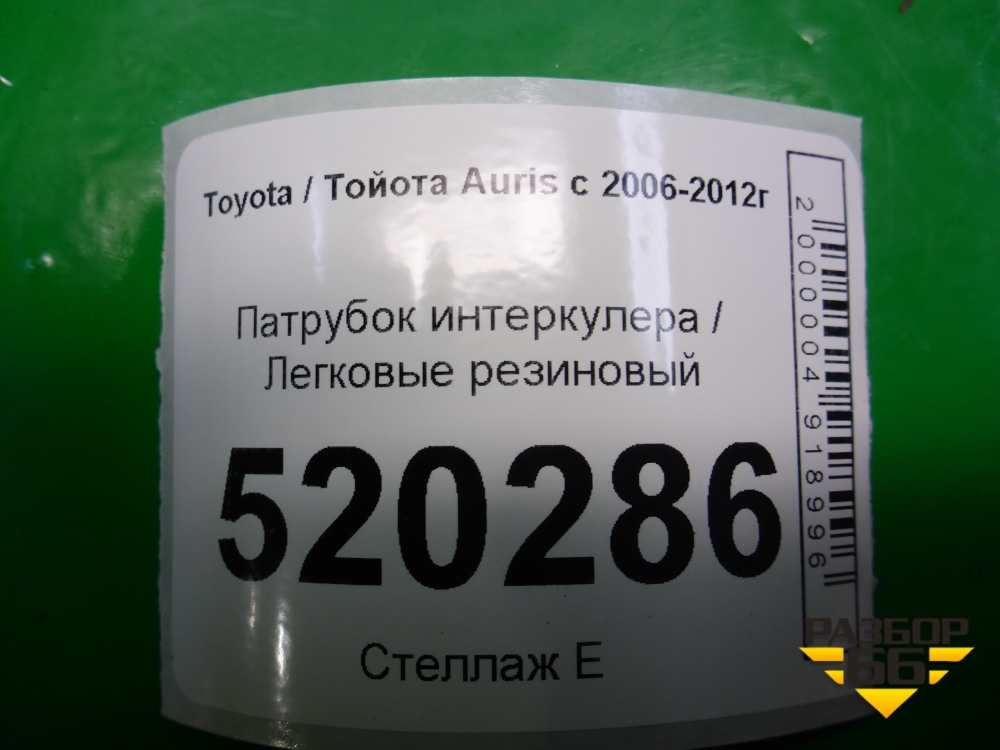 Toyota / Тойота Auris с 2006-2012г
Патрубок интеркулера /
Легковые резиновый
520286
Стеллаж Е
2000004918996
РАЗБОР
66